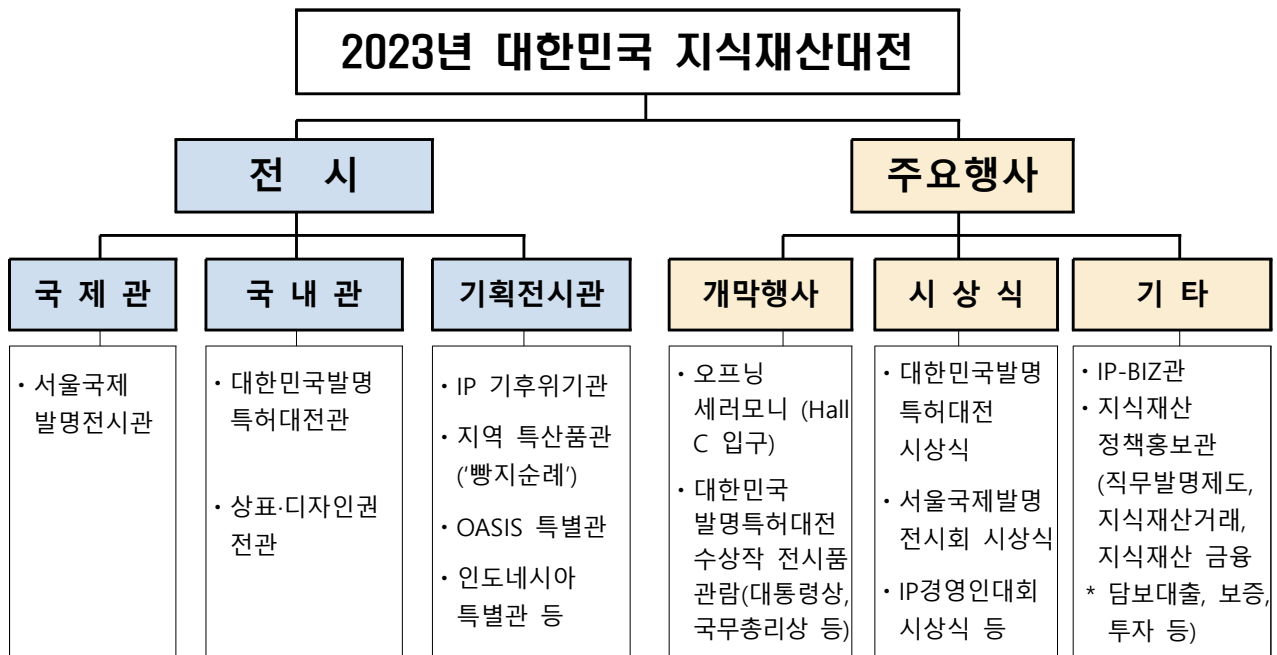 2023년 대한민국 지식재산대전
전 시
주요행사
국 제 관
국 내 관
기획전시관
개막행사
시 상 식
기 타
· 서울국제
발명전시관
· 대한민국발명
특허대전관
· 상표·디자인권
전관
· IP 기후위기관
· 지역 특산품관
('빵지순례')
· OASIS 특별관
· 인도네시아
특별관 등
· 오프닝
세러모니 (Hall
C 입구)
· 대한민국
발명특허대전
수상작 전시품
관람(대통령상,
국무총리상 등)
· 대한민국발명
특허대전
시상식
· 서울국제발명
전시회 시상식
· IP경영인대회
시상식 등
· IP-BIZ관
· 지식재산
정책홍보관
(직무발명제도,
지식재산거래,
지식재산 금융
* 담보대출, 보증,
투자 등)